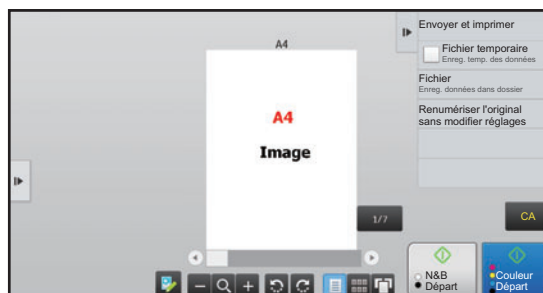 A4
A4
Image
Envoyer et imprimer
Fichier temporaire
Enreg. temp. des données
Fichier
Enreg. données dans dossier
Renumériser l'original
sans modifier réglages
1/7
CA
N&B
Départ
Couleur
Départ